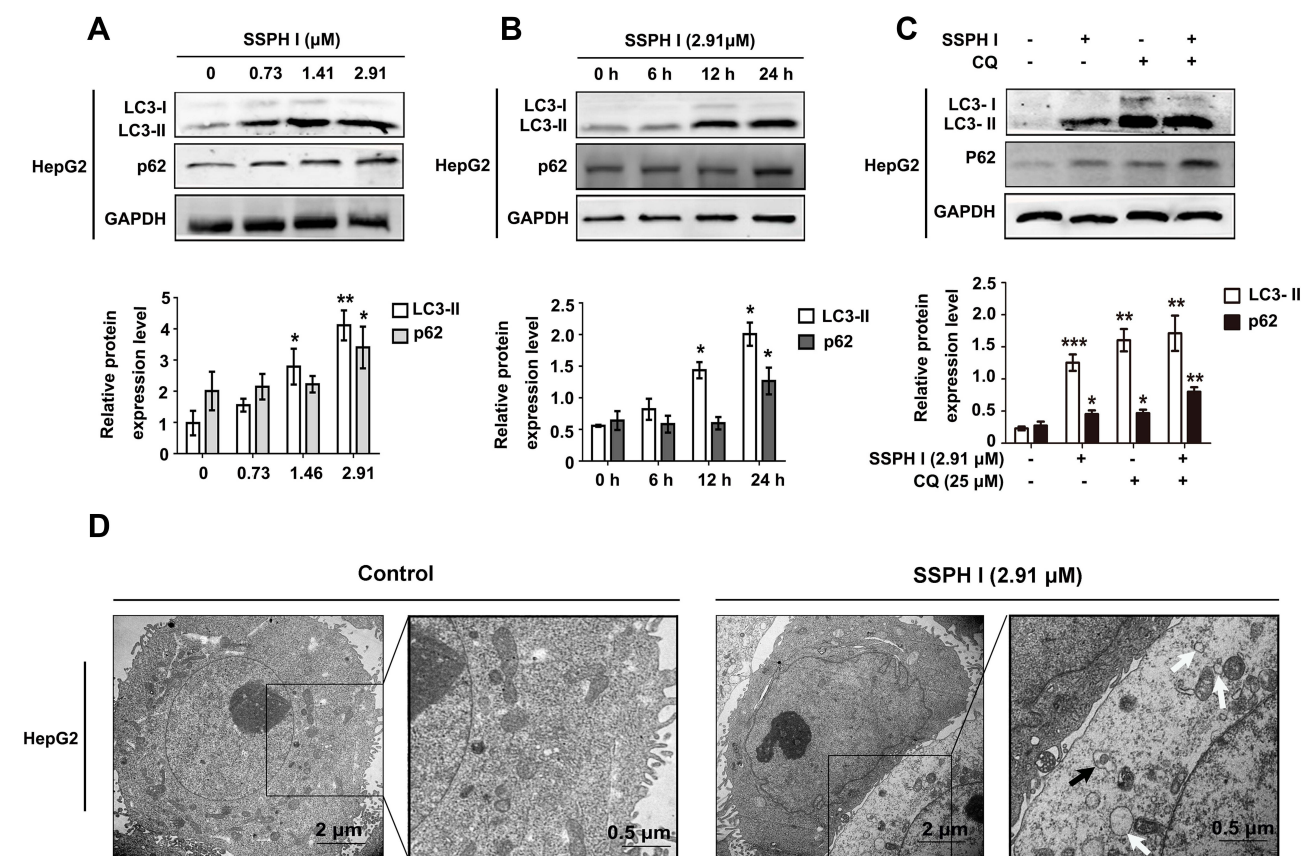 A
SSPH I (µM)
0 0.73 1.41 2.91
LC3-I
LC3-II
HepG2
p62
GAPDH
5
4
3
2
1
0
Relative protein
expression level
LC3-II
p62
*
**
*
0 0.73 1.46 2.91
B
SSPH I (2.91µM)
0 h 6 h 12 h 24 h
LC3-I
LC3-II
HepG2
p62
GAPDH
2.5
2.0
1.5
1.0
0.5
0
Relative protein
expression level
LC3-II
p62
*
*
*
0 h 6 h 12 h 24 h
C
SSPH I - + - +
CQ - - + +
LC3- I
LC3- II
HepG2
P62
GAPDH
2.5
2.0
1.5
1.0
0.5
0
Relative protein
expression level
LC3- II
p62
***
*
**
*
**
**
SSPH I (2.91 µM) - + - +
CQ (25 µM) - - + +
D
Control
SSPH I (2.91 µM)
HepG2
2 µm
0.5 µm
2 µm
0.5 µm